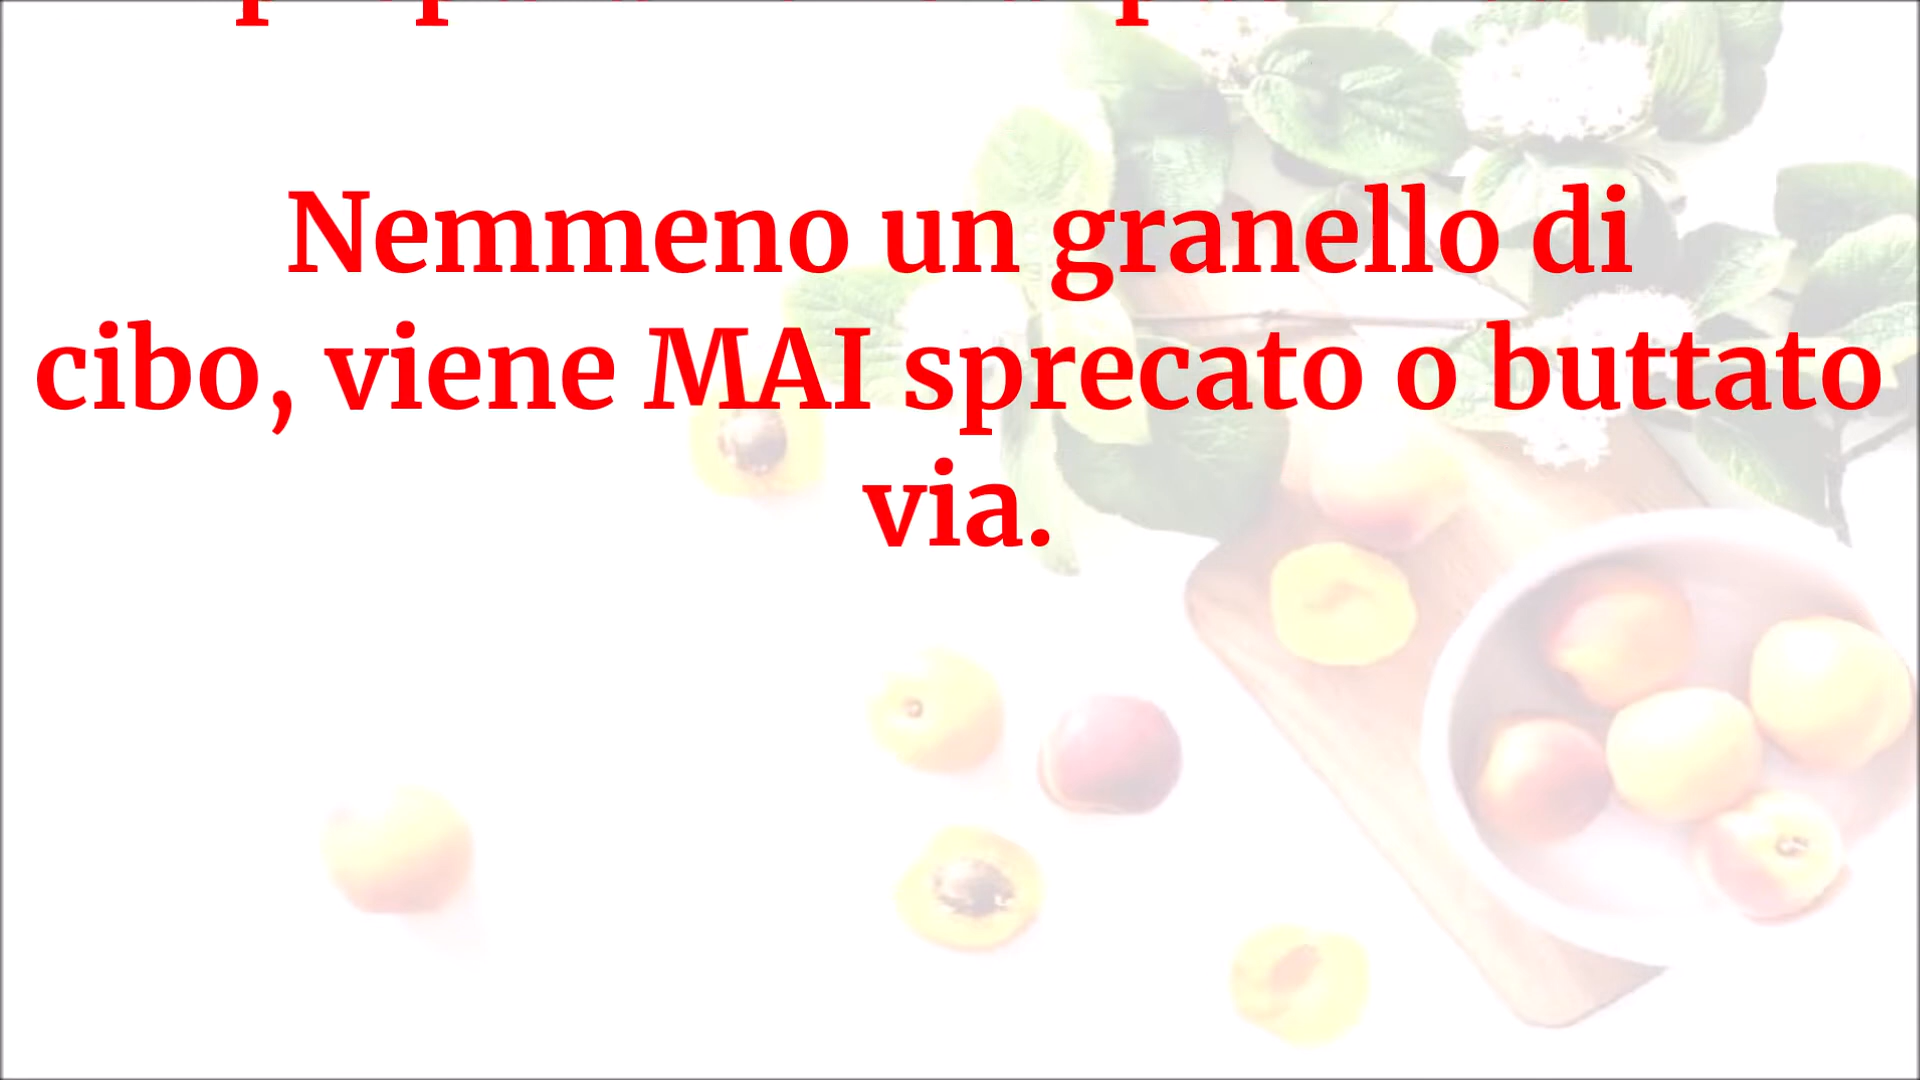 Nemmeno un granello di
cibo, viene MAI sprecato o buttato
via.